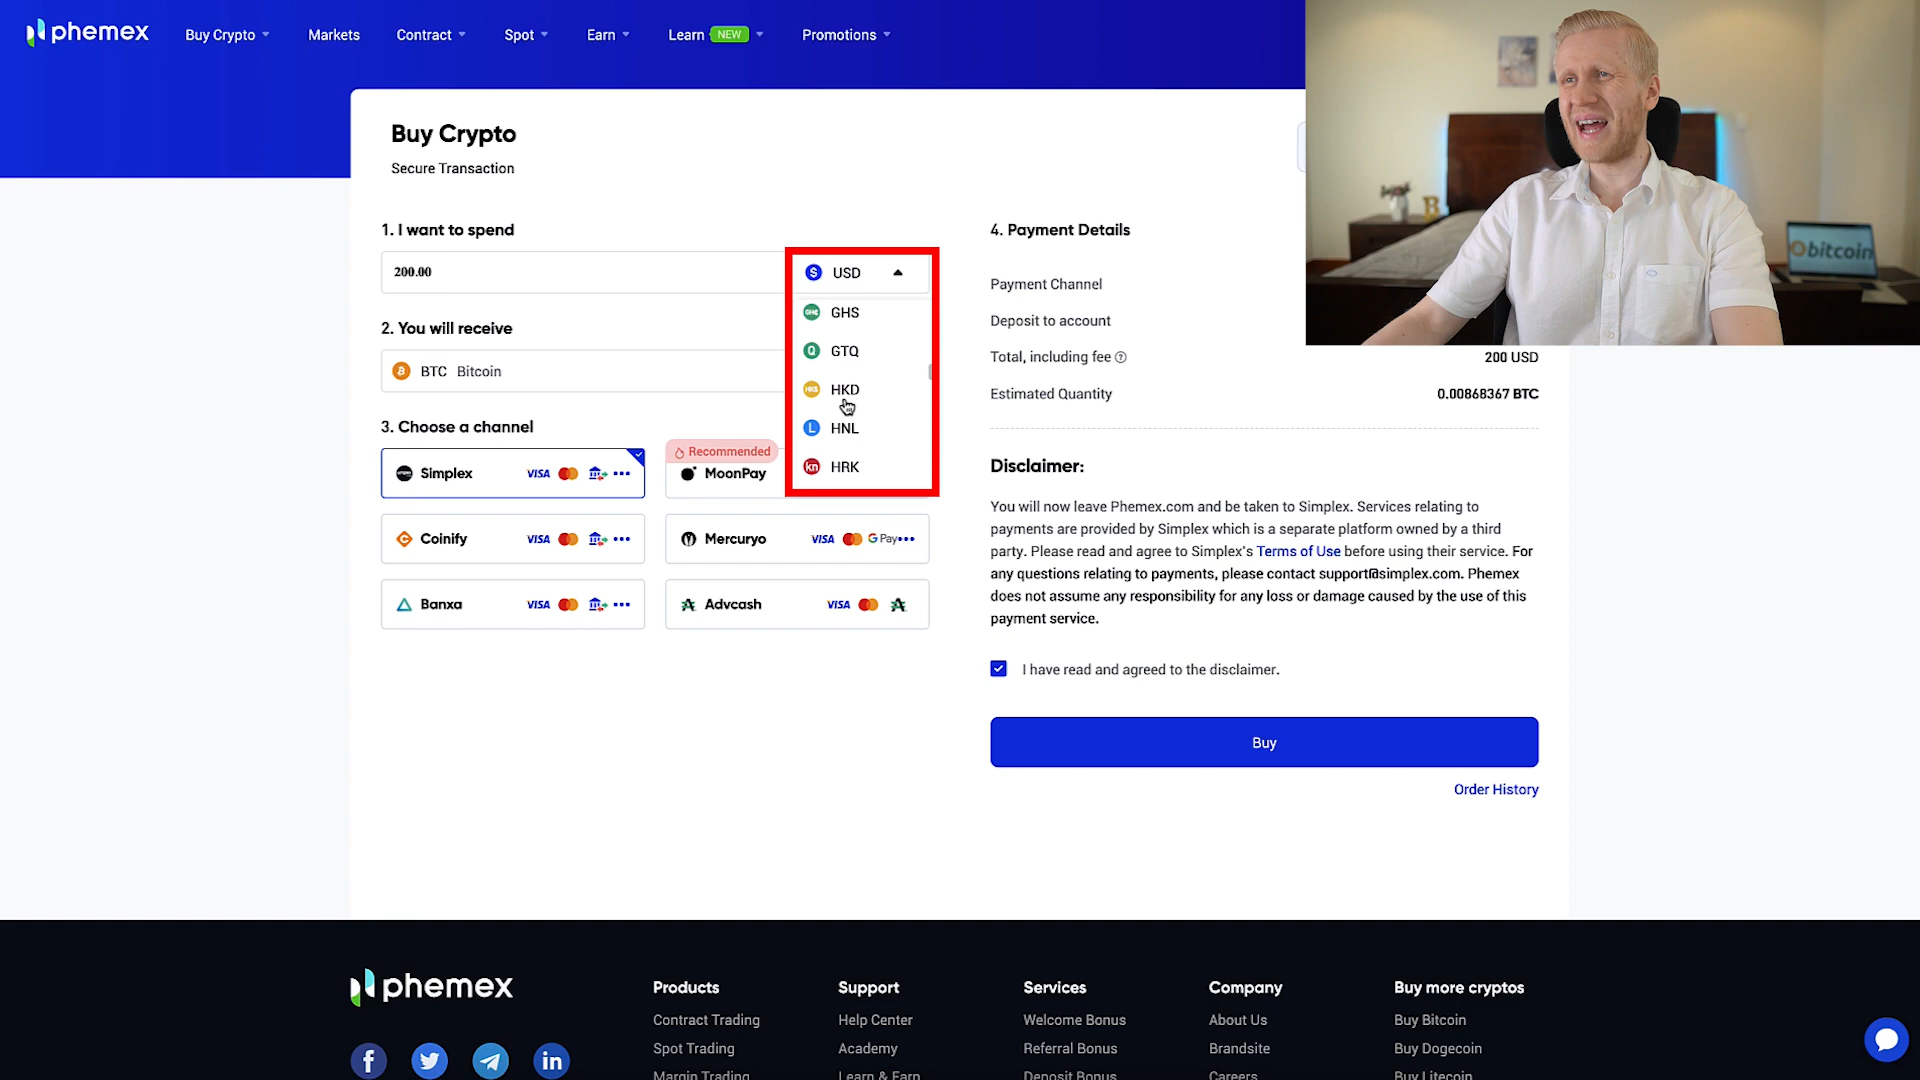 phemex
Buy Crypto
Markets
Contract
Spot
Earn
Learn NEW
Promotions
Buy Crypto
Secure Transaction
1. I want to spend
200.00
USD
GHS
GTQ
HKD
HNL
HRK
2. You will receive
BTC Bitcoin
3. Choose a channel
Simplex VISA
Recommended
MoonPay
Coinify VISA
Mercuryo VISA G Pay
Banxa VISA
Advcash VISA
4. Payment Details
Payment Channel
Deposit to account
Total, including fee 200 USD
Estimated Quantity 0.00868367 BTC
Disclaimer:
You will now leave Phemex.com and be taken to Simplex. Services relating to
payments are provided by Simplex which is a separate platform owned by a third
party. Please read and agree to Simplex's Terms of Use before using their service. For
any questions relating to payments, please contact support@simplex.com. Phemex
does not assume any responsibility for any loss or damage caused by the use of this
payment service.
I have read and agreed to the disclaimer.
Buy
Order History
bitcoin
phemex
Products
Contract Trading
Spot Trading
Margin Trading
Support
Help Center
Academy
Learn & Earn
Services
Welcome Bonus
Referral Bonus
Deposit Bonus
Company
About Us
Brandsite
Careers
Buy more cryptos
Buy Bitcoin
Buy Dogecoin
Buy Litecoin